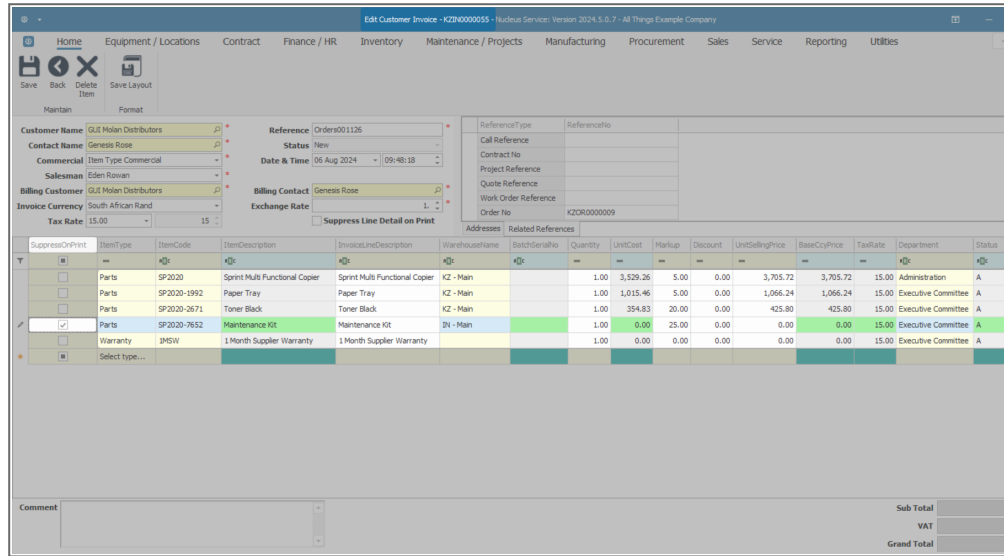 Edit Customer Invoice - KZIN0000055 - Nucleus Service: Version 2024.5.0.7 - All Things Example Company
Home Equipment / Locations Contract Finance / HR Inventory Maintenance / Projects Manufacturing Procurement Sales Service Reporting Utilities
Save Back Delete Item Save Layout
Maintain Format
Customer Name GUI Molan Distributors * Reference Orders001126 * ReferenceType ReferenceNo
Contact Name Genesis Rose * Status New Call Reference
Commercial Item Type Commercial * Date & Time 06 Aug 2024 09:48:18 Contract No
Salesman Eden Rowan * Project Reference
Billing Customer GUI Molan Distributors * Billing Contact Genesis Rose * Quote Reference
Invoice Currency South African Rand Exchange Rate 1. * Work Order Reference
Tax Rate 15.00 15 Suppress Line Detail on Print Order No KZOR0000009
Addresses Related References
SuppressOnPrint ItemType ItemCode ItemDescription InvoiceLineDescription WarehouseName BatchSerialNo Quantity UnitCost Markup Discount UnitSellingPrice BaseCcyPrice TaxRate Department Status
Parts SP2020 Sprint Multi Functional Copier Sprint Multi Functional Copier KZ - Main 1.00 3,529.26 5.00 0.00 3,705.72 3,705.72 15.00 Administration A
Parts SP2020-1992 Paper Tray Paper Tray KZ - Main 1.00 1,015.46 5.00 0.00 1,066.24 1,066.24 15.00 Executive Committee A
Parts SP2020-2671 Toner Black Toner Black KZ - Main 1.00 354.83 20.00 0.00 425.80 425.80 15.00 Executive Committee A
Parts SP2020-7652 Maintenance Kit Maintenance Kit IN - Main 1.00 0.00 25.00 0.00 0.00 0.00 15.00 Executive Committee A
Warranty 1MSW 1 Month Supplier Warranty 1 Month Supplier Warranty 1.00 0.00 0.00 0.00 0.00 0.00 15.00 Executive Committee A
Select type...
Comment Sub Total
VAT
Grand Total